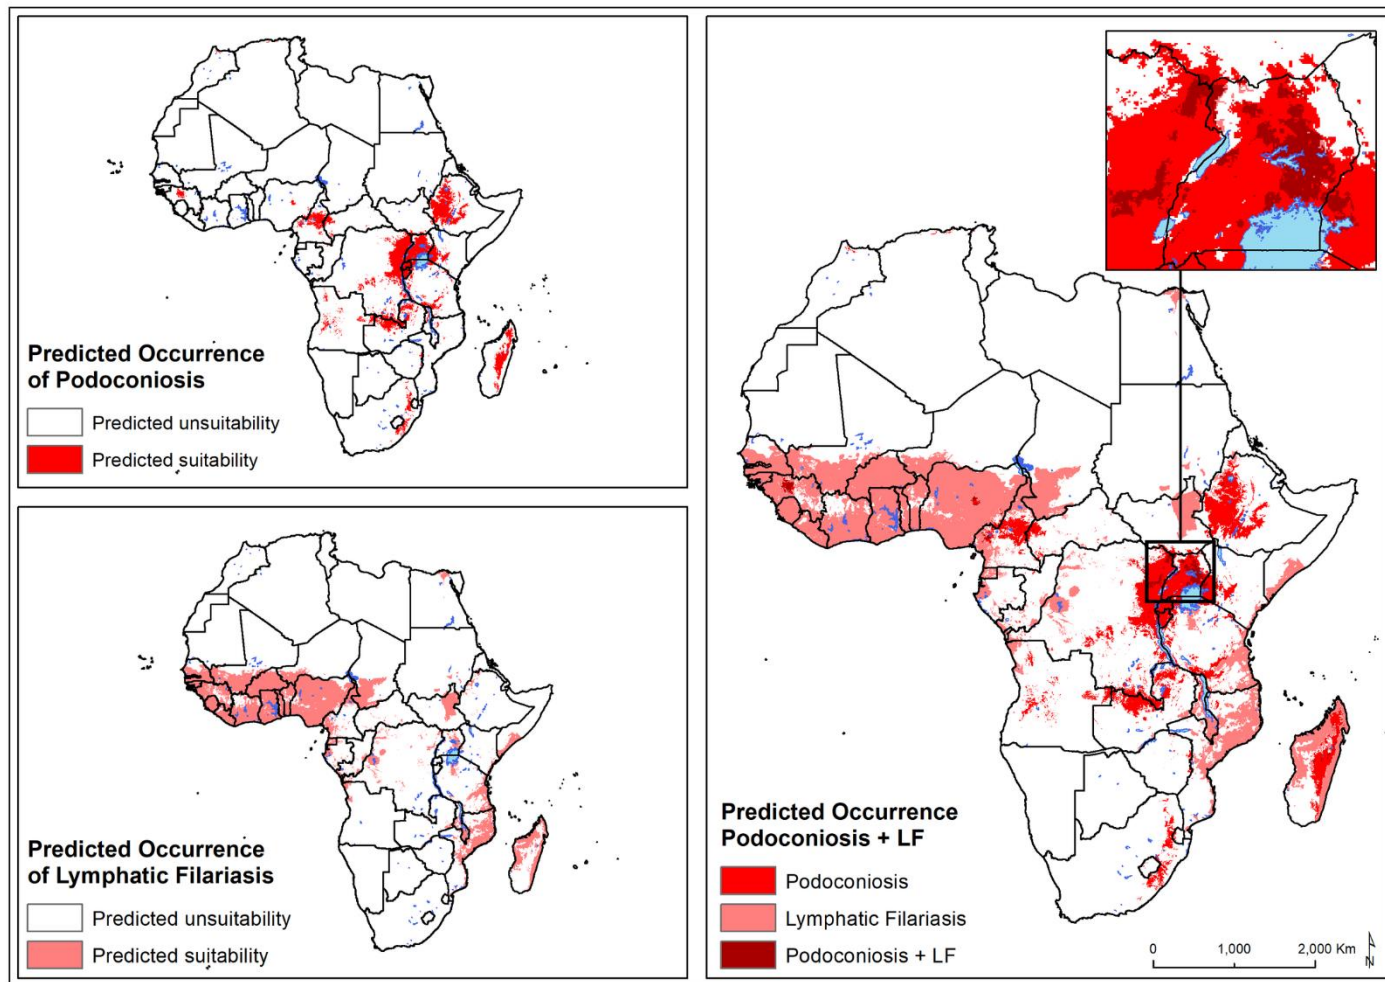 Predicted Occurrence
of Podoconiosis
Predicted unsuitability
Predicted suitability
Predicted Occurrence
of Lymphatic Filariasis
Predicted unsuitability
Predicted suitability
Predicted Occurrence
Podoconiosis + LF
Podoconiosis
Lymphatic Filariasis
Podoconiosis + LF
0 1,000 2,000 Km
N